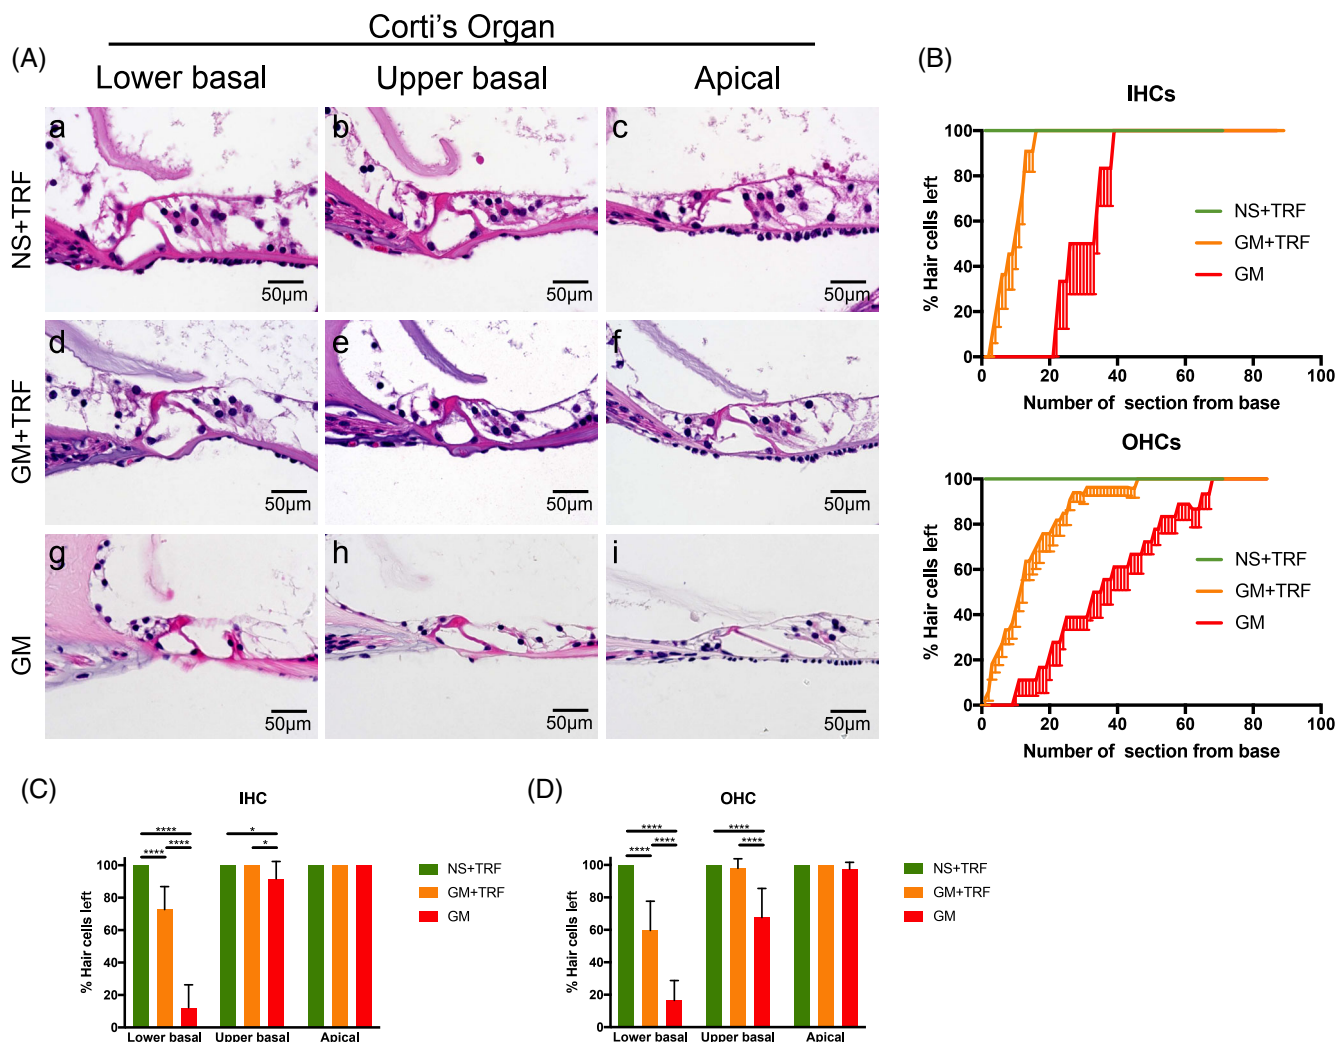 Corti's Organ
(A)
Lower basal
Upper basal
Apical
NS+TRF
a
50μm
b
50μm
c
50μm
GM+TRF
d
50μm
e
50μm
f
50μm
GM
g
50μm
h
50μm
i
50μm
(B)
IHCs
% Hair cells left
100
80
60
40
20
0
0 20 40 60 80 100
Number of section from base
NS+TRF
GM+TRF
GM
OHCs
% Hair cells left
100
80
60
40
20
0
0 20 40 60 80 100
Number of section from base
NS+TRF
GM+TRF
GM
(C)
IHC
% Hair cells left
100
80
60
40
20
0
**** *
**** **** *
Lower basal Upper basal Apical
NS+TRF
GM+TRF
GM
(D)
OHC
% Hair cells left
100
80
60
40
20
0
**** ****
**** **** ****
Lower basal Upper basal Apical
NS+TRF
GM+TRF
GM